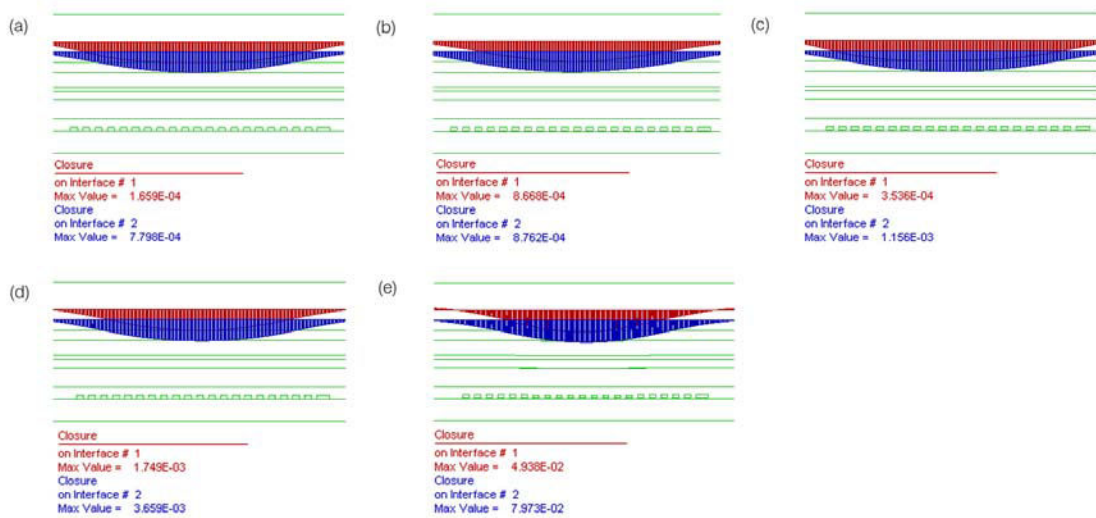 (a)
Closure
on Interface # 1
Max Value = 1.659E-04
Closure
on Interface # 2
Max Value = 7.798E-04
(b)
Closure
on Interface # 1
Max Value = 8.668E-04
Closure
on Interface # 2
Max Value = 8.762E-04
(c)
Closure
on Interface # 1
Max Value = 3.536E-04
Closure
on Interface # 2
Max Value = 1.156E-03
(d)
Closure
on Interface # 1
Max Value = 1.749E-03
Closure
on Interface # 2
Max Value = 3.659E-03
(e)
Closure
on Interface # 1
Max Value = 4.938E-02
Closure
on Interface # 2
Max Value = 7.973E-02